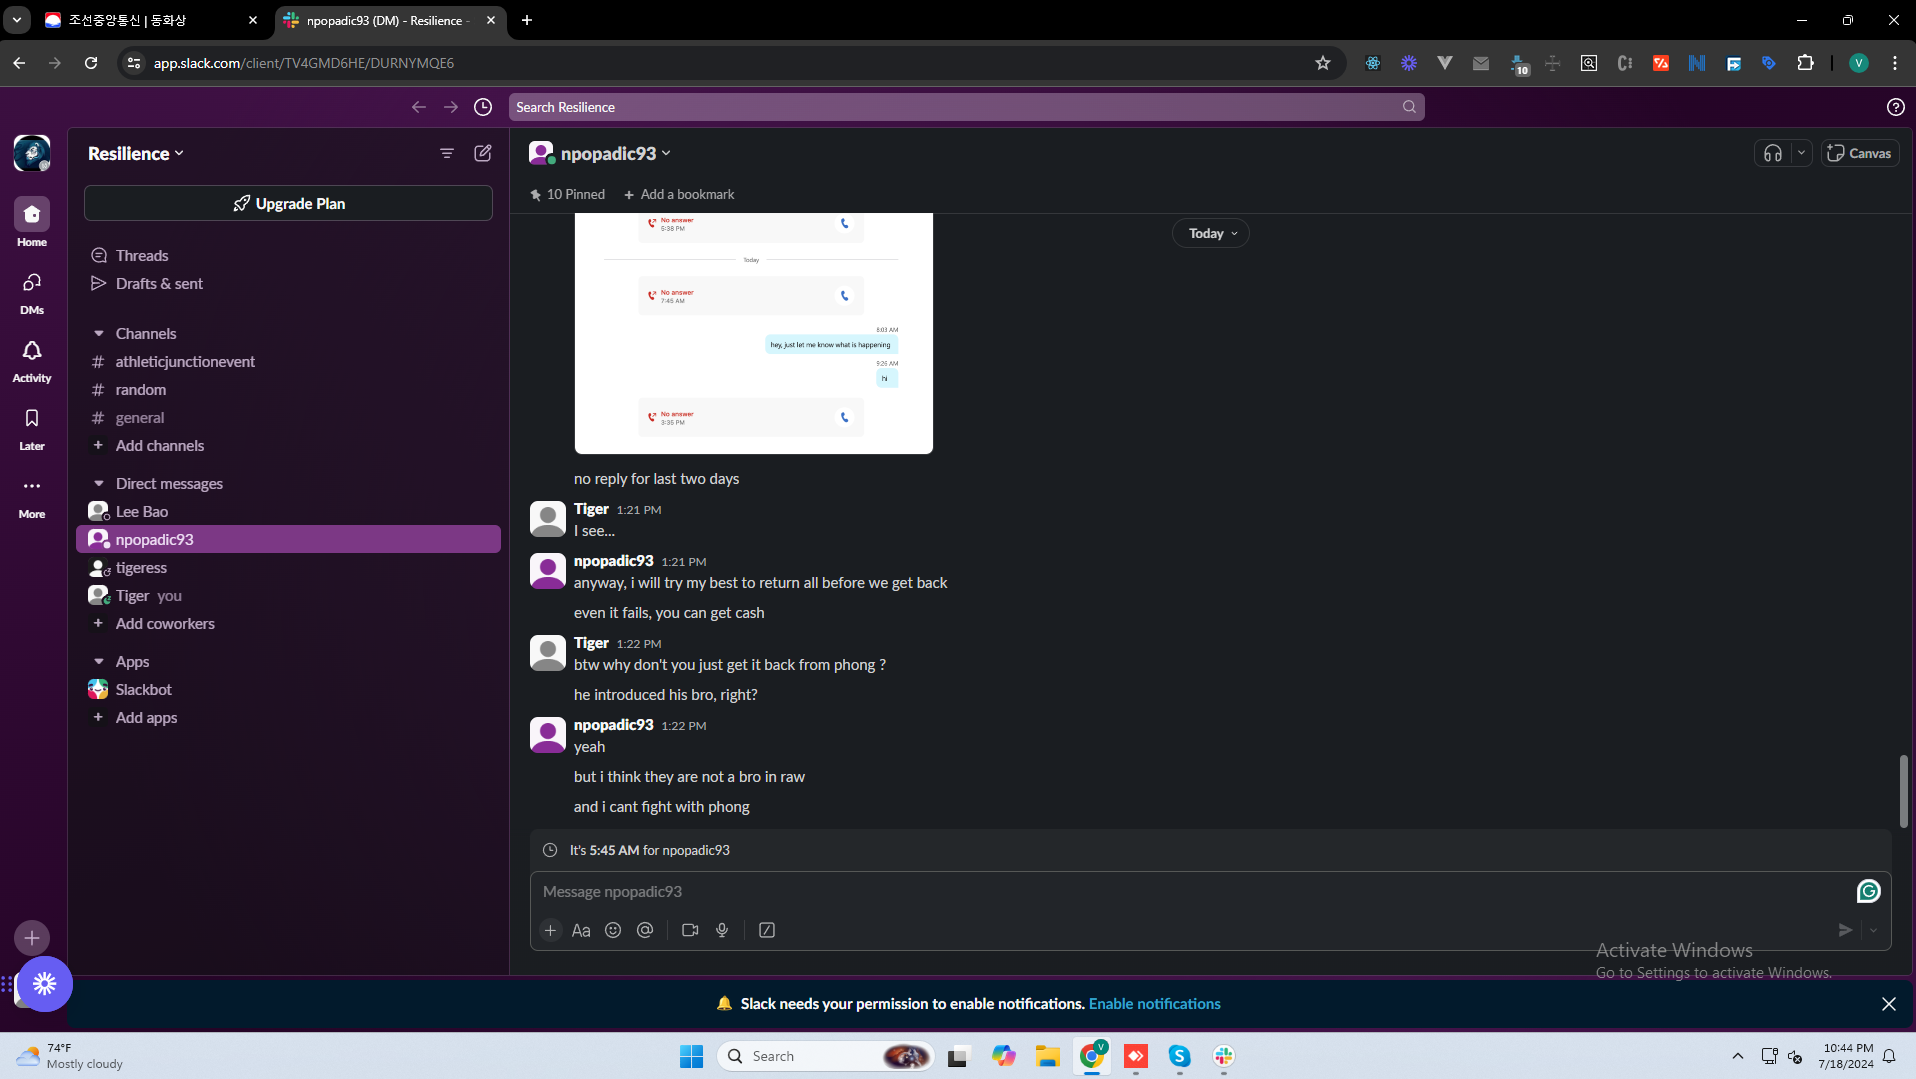 조선중앙통신 | 동화상
npopadic93 (DM) - Resilience -
app.slack.com/client/TV4GMD6HE/DURNYMQE6
10
V
Search Resilience
Resilience
Upgrade Plan
Home
DMs
Activity
Later
More
Threads
Drafts & sent
Channels
# athleticjunctionevent
# random
# general
+ Add channels
Direct messages
Lee Bao
npopadic93
tigeress
Tiger you
+ Add coworkers
Apps
Slackbot
+ Add apps
npopadic93
Canvas
10 Pinned
+ Add a bookmark
Today
No answer
5:38 PM
Today
No answer
7:45 AM
8:03 AM
hey, just let me know what is happening
9:26 AM
hi
No answer
3:35 PM
no reply for last two days
Tiger 1:21 PM
I see...
npopadic93 1:21 PM
anyway, i will try my best to return all before we get back
even it fails, you can get cash
Tiger 1:22 PM
btw why don't you just get it back from phong ?
he introduced his bro, right?
npopadic93 1:22 PM
yeah
but i think they are not a bro in raw
and i cant fight with phong
It's 5:45 AM for npopadic93
Message npopadic93
Aa
Activate Windows
Go to Settings to activate Windows.
Slack needs your permission to enable notifications. Enable notifications
74°F
Mostly cloudy
Search
V
10:44 PM
7/18/2024